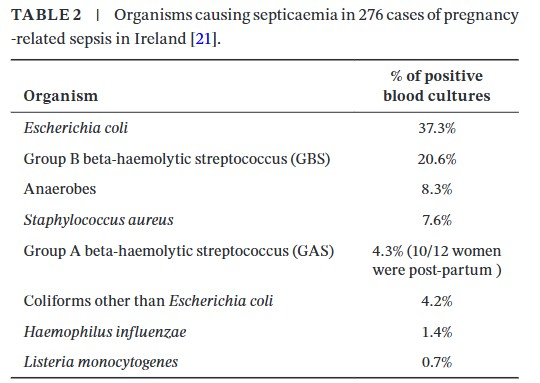 TABLE 2 | Organisms causing septicaemia in 276 cases of pregnancy
-related sepsis in Ireland [21].
Organism
% of positive
blood cultures
Escherichia coli 37.3%
Group B beta-haemolytic streptococcus (GBS) 20.6%
Anaerobes 8.3%
Staphylococcus aureus 7.6%
Group A beta-haemolytic streptococcus (GAS) 4.3% (10/12 women
were post-partum )
Coliforms other than Escherichia coli 4.2%
Haemophilus influenzae 1.4%
Listeria monocytogenes 0.7%